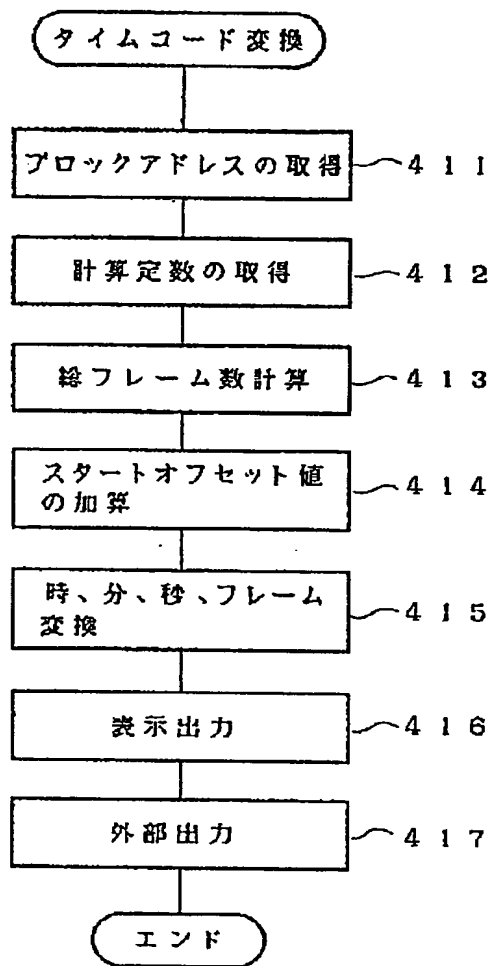 タイムコード変換
ブロックアドレスの取得
411
計算定数の取得
412
総フレーム数計算
413
スタートオフセット値
の加算
414
時、分、秒、フレーム
変換
415
表示出力
416
外部出力
417
エンド